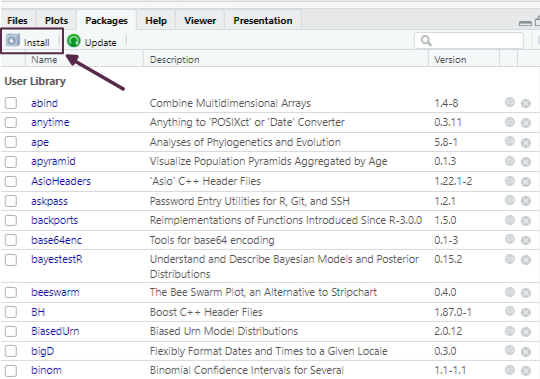 Files Plots Packages Help Viewer Presentation
Install Update
Name Description Version
User Library
abind Combine Multidimensional Arrays 1.4-8
anytime Anything to 'POSIXct' or 'Date' Converter 0.3.11
ape Analyses of Phylogenetics and Evolution 5.8-1
apyramid Visualize Population Pyramids Aggregated by Age 0.1.3
AsioHeaders 'Asio' C++ Header Files 1.22.1-2
askpass Password Entry Utilities for R, Git, and SSH 1.2.1
backports Reimplementations of Functions Introduced Since R-3.0.0 1.5.0
base64enc Tools for base64 encoding 0.1-3
bayestestR Understand and Describe Bayesian Models and Posterior 0.15.2
Distributions
beeswarm The Bee Swarm Plot, an Alternative to Stripchart 0.4.0
BH Boost C++ Header Files 1.87.0-1
BiasedUrn Biased Urn Model Distributions 2.0.12
bigD Flexibly Format Dates and Times to a Given Locale 0.3.0
binom Binomial Confidence Intervals for Several 1.1-1.1